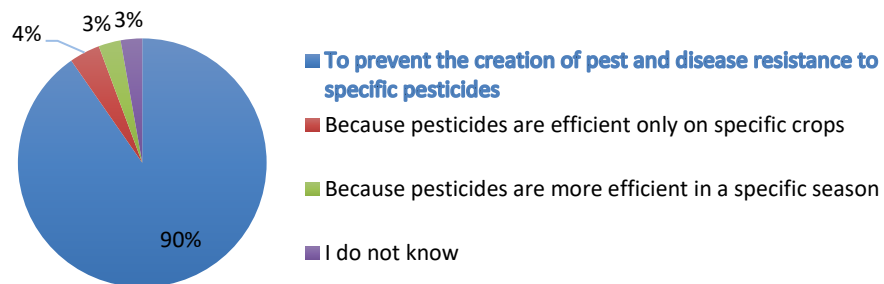 4%
3%
3%
90%
To prevent the creation of pest and disease resistance to
specific pesticides
Because pesticides are efficient only on specific crops
Because pesticides are more efficient in a specific season
I do not know